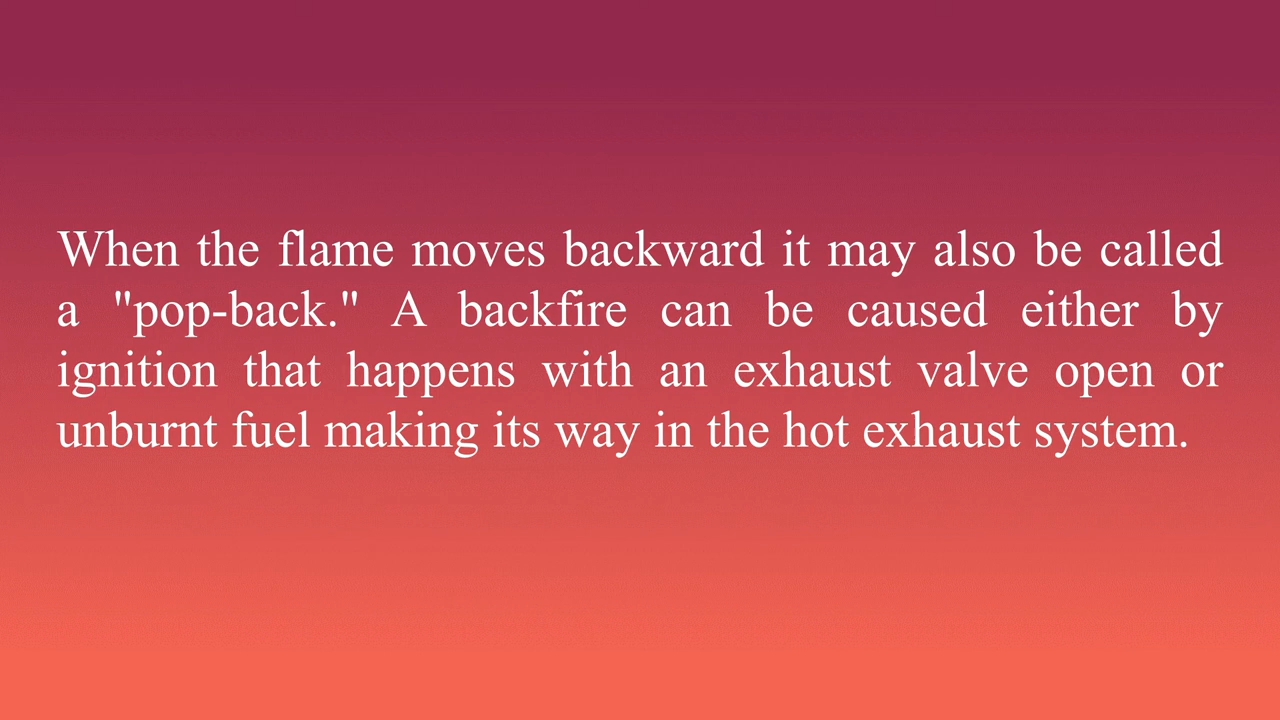 When the flame moves backward it may also be called
a "pop-back." A backfire can be caused either by
ignition that happens with an exhaust valve open or
unburnt fuel making its way in the hot exhaust system.